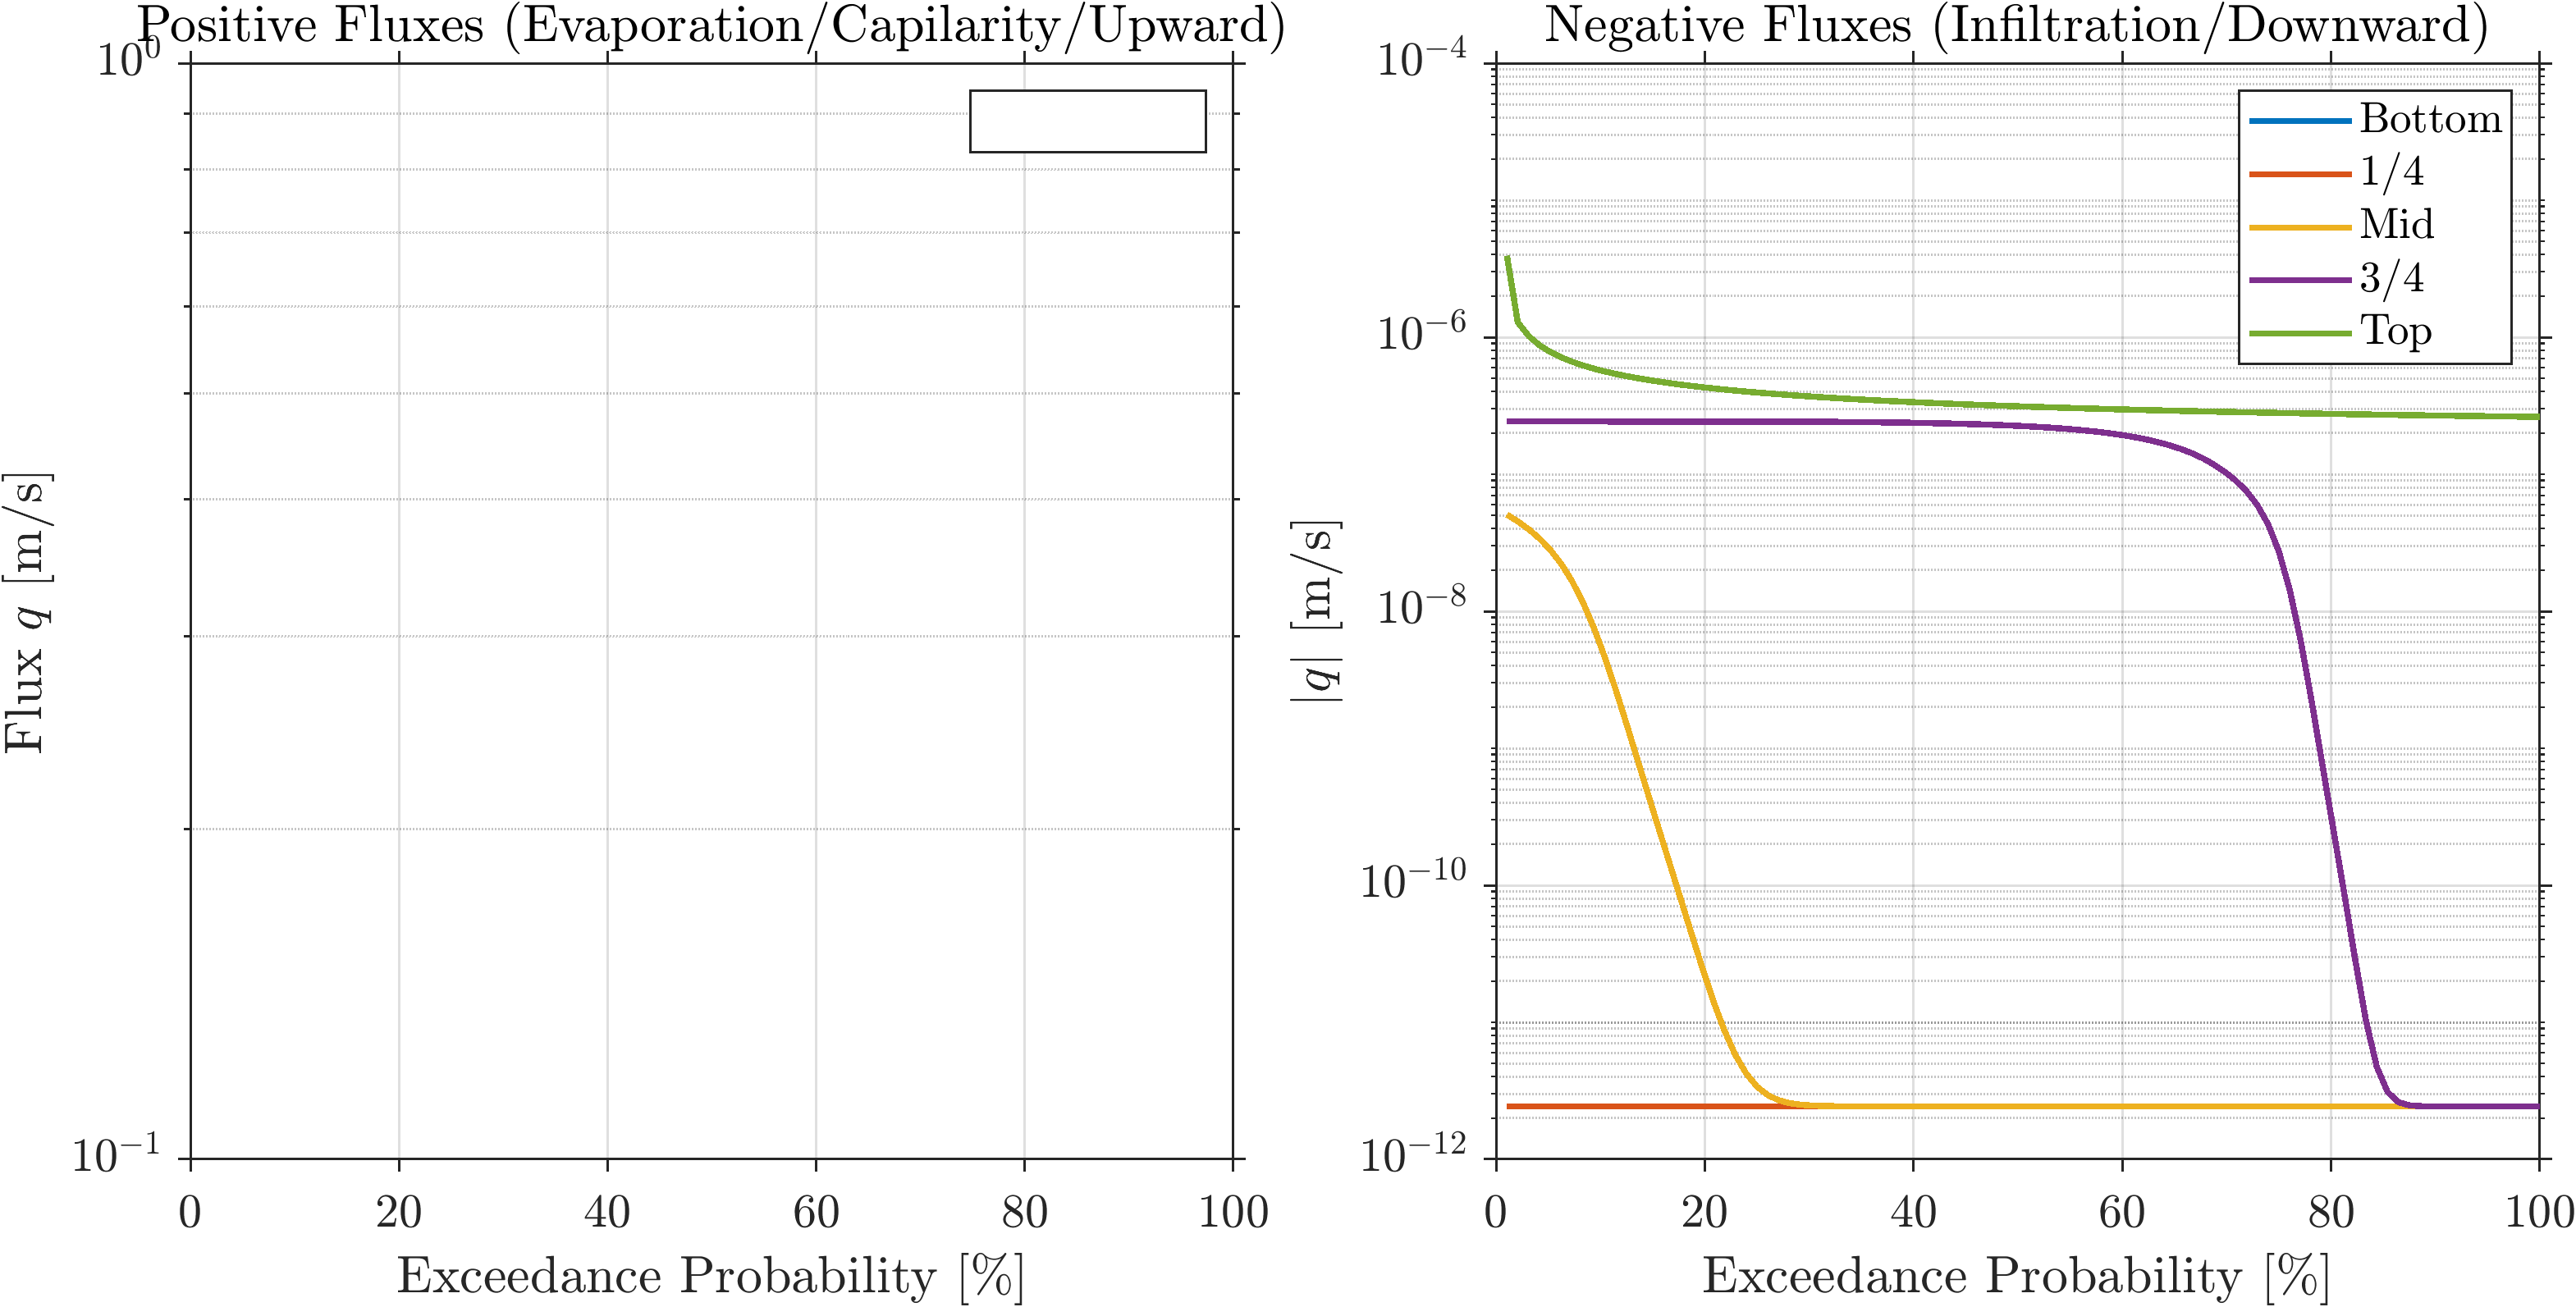 Positive Fluxes (Evaporation/Capilarity/Upward)
10^0
10^-1
Flux q [m/s]
0 20 40 60 80 100
Exceedance Probability [%]
Negative Fluxes (Infiltration/Downward)
10^-4
10^-6
10^-8
10^-10
10^-12
|q| [m/s]
Bottom
1/4
Mid
3/4
Top
0 20 40 60 80 100
Exceedance Probability [%]